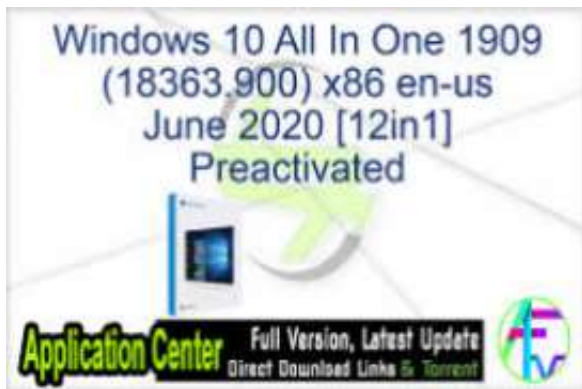 Windows 10 All In One 1909
(18363.900) x86 en-us
June 2020 [12in1]
Preactivated
Application Center
Full Version, Latest Update
Direct Download Links & Torrent